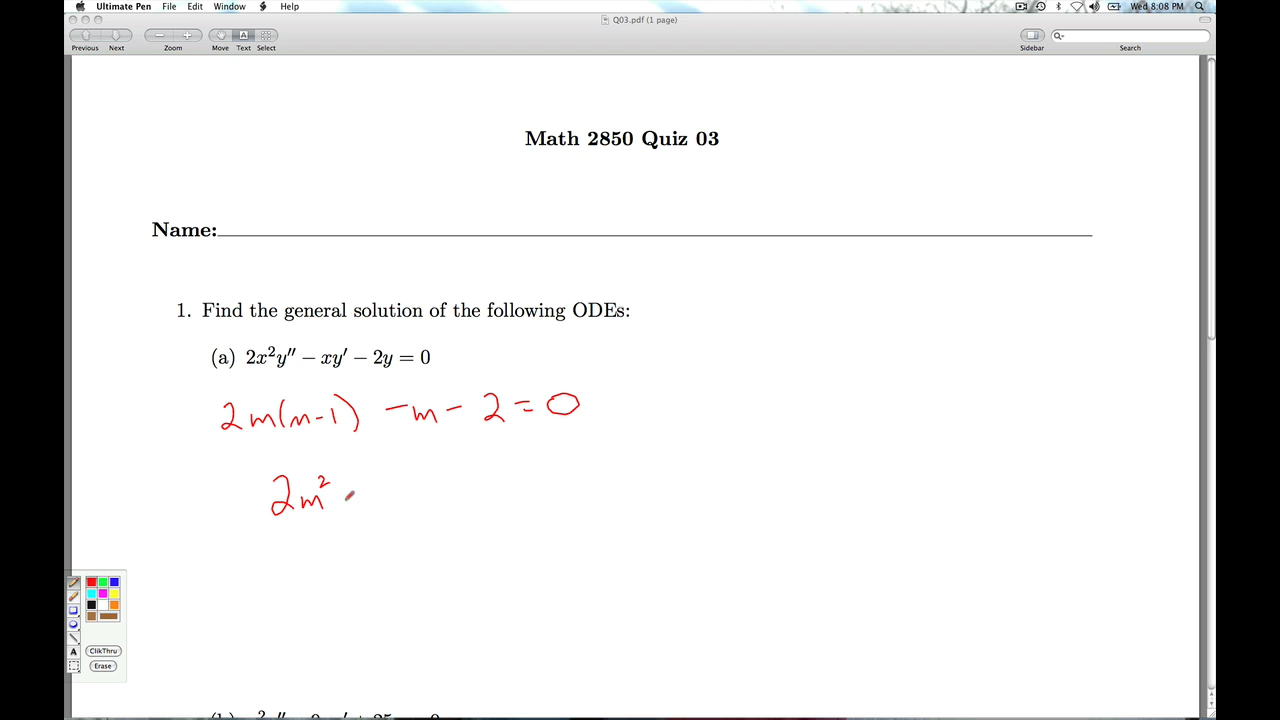 Ultimate Pen File Edit Window Help Wed 8:08 PM
Q03.pdf (1 page)
Previous Next Zoom Move Text Select Sidebar Search
Math 2850 Quiz 03
Name:
1. Find the general solution of the following ODEs:
(a) 2x²y″ − xy′ − 2y = 0
2m(m-1) -m - 2 = 0
2m²
A
ClikThru
Erase